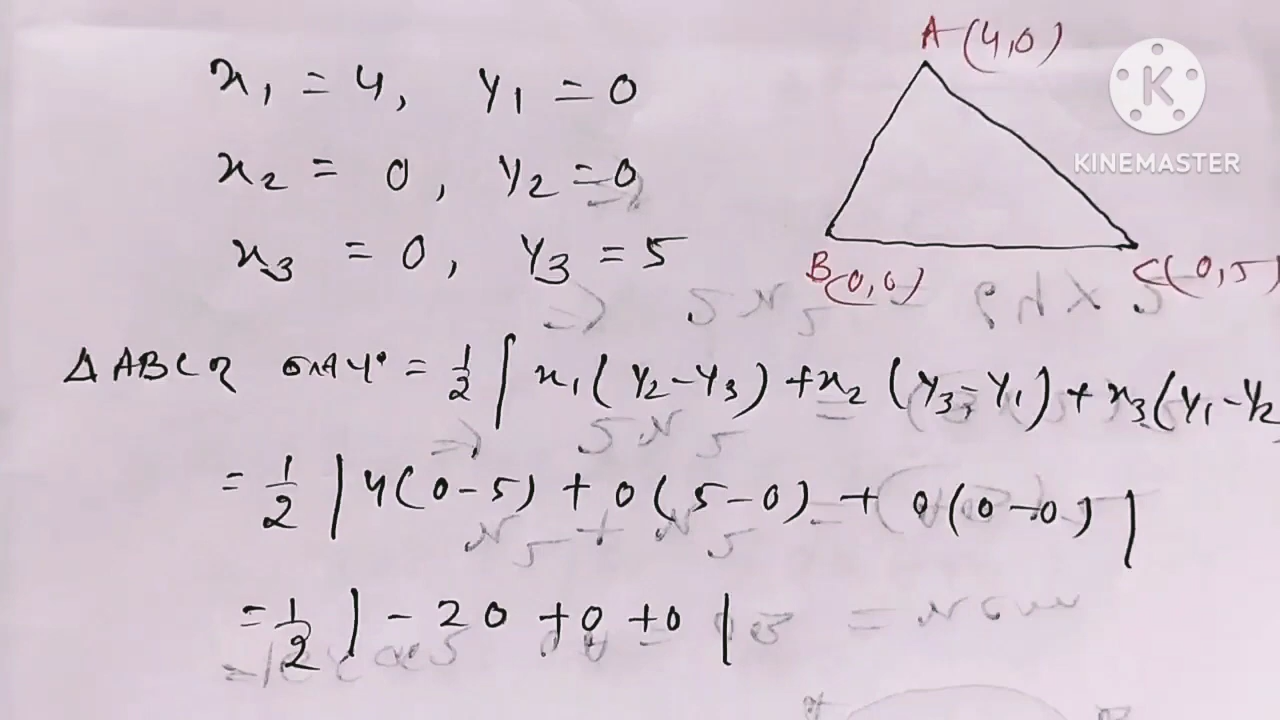 A (4,0)
x₁ = 4, y₁ = 0
K
KINEMASTER
x₂ = 0, y₂ = 0
x₃ = 0, y₃ = 5
B(0,0)
C(0,5)
Δ ABC = 1/2 | x₁(y₂-y₃) + x₂ (y₃-y₁) + x₃(y₁-y₂
= 1/2 | 4(0-5) + 0(5-0) + 0(0-0) |
= 1/2 | - 20 + 0 + 0 |